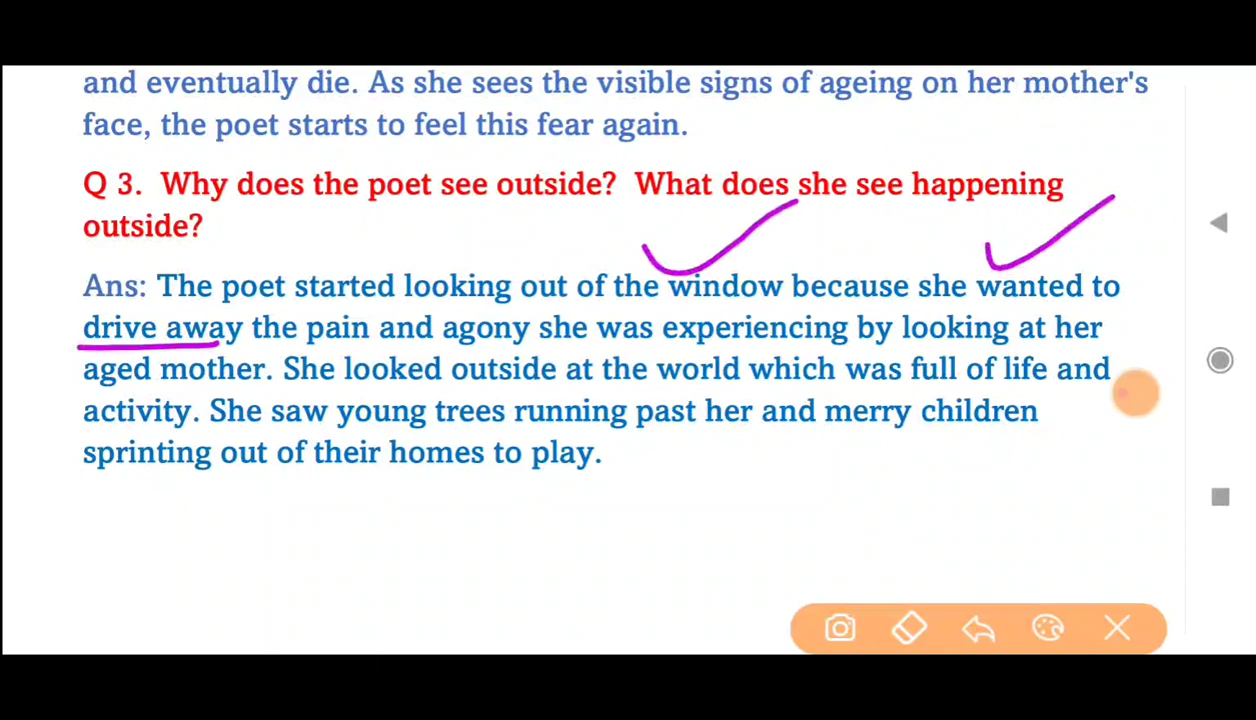 and eventually die. As she sees the visible signs of ageing on her mother's
face, the poet starts to feel this fear again.
Q 3. Why does the poet see outside? What does she see happening
outside?
Ans: The poet started looking out of the window because she wanted to
drive away the pain and agony she was experiencing by looking at her
aged mother. She looked outside at the world which was full of life and
activity. She saw young trees running past her and merry children
sprinting out of their homes to play.